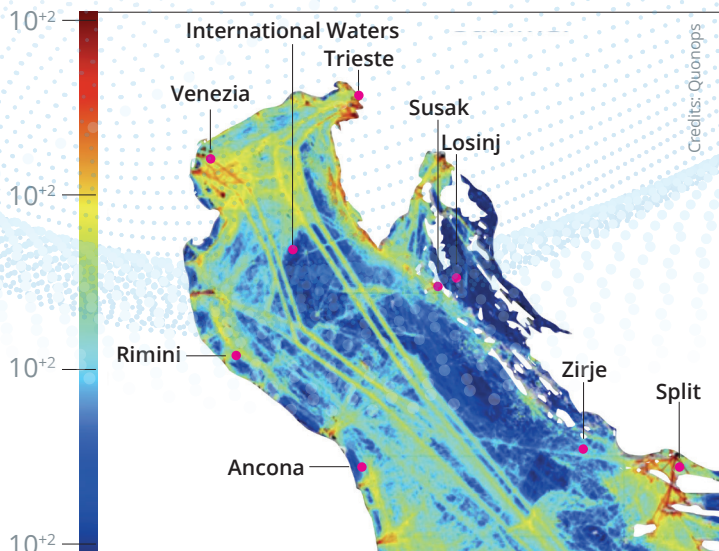 10+2
International Waters
Trieste
Venezia
Susak
Losinj
Credits: Quonops
10+2
Rimini
10+2
Zirje
Split
Ancona
10+2